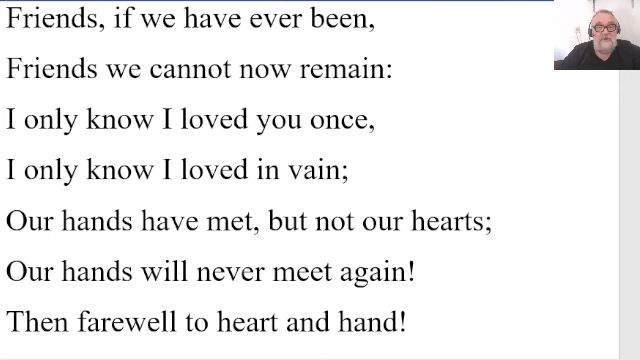 Friends, if we have ever been,
Friends we cannot now remain:
I only know I loved you once,
I only know I loved in vain;
Our hands have met, but not our hearts;
Our hands will never meet again!
Then farewell to heart and hand!